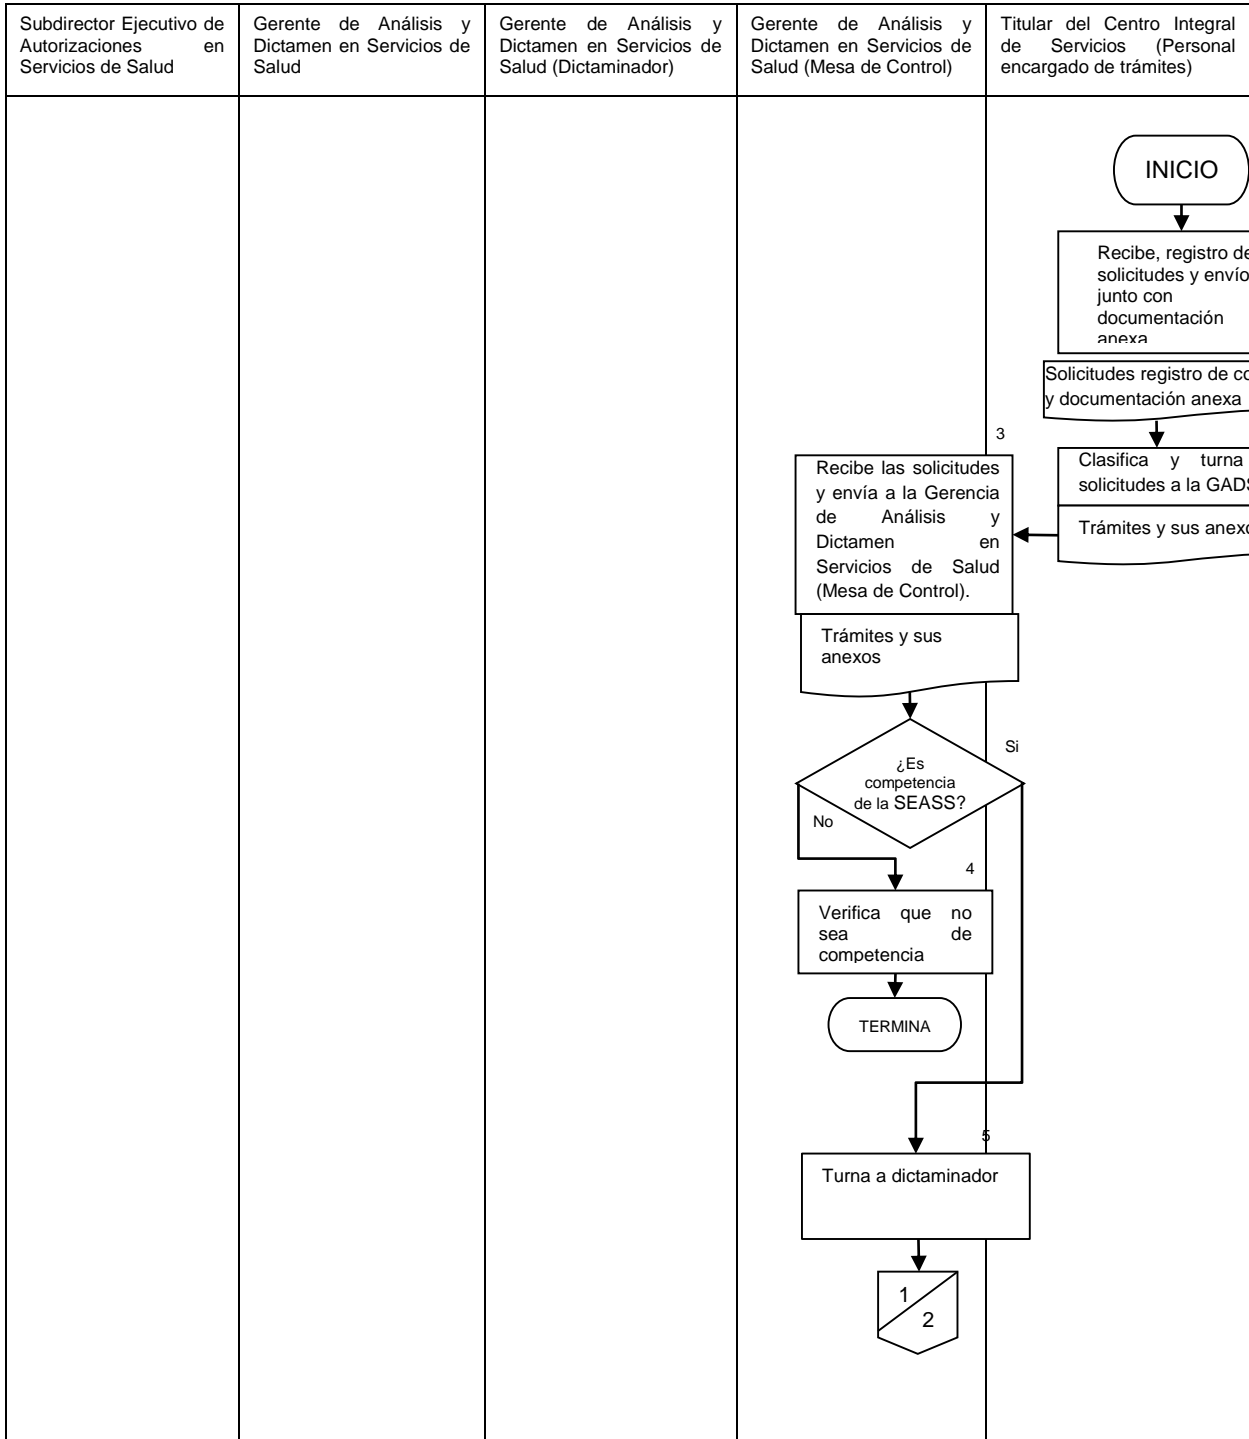 Subdirector Ejecutivo de
Autorizaciones en
Servicios de Salud
Gerente de Análisis y
Dictamen en Servicios de
Salud
Gerente de Análisis y
Dictamen en Servicios de
Salud (Dictaminador)
Gerente de Análisis y
Dictamen en Servicios de
Salud (Mesa de Control)
Titular del Centro Integral
de Servicios (Personal
encargado de trámites)
INICIO
Recibe, registro de
solicitudes y envío
junto con
documentación
anexa
Solicitudes registro de
y documentación anexa
Clasifica y turna
solicitudes a la
Trámites y sus
3
Recibe las solicitudes
y envía a la Gerencia
de Análisis y
Dictamen en
Servicios de Salud
(Mesa de Control).
Trámites y sus
anexos
¿Es
competencia
de la SEASS?
Si
No
4
Verifica que no
sea de
competencia
TERMINA
5
Turna a dictaminador
1
2